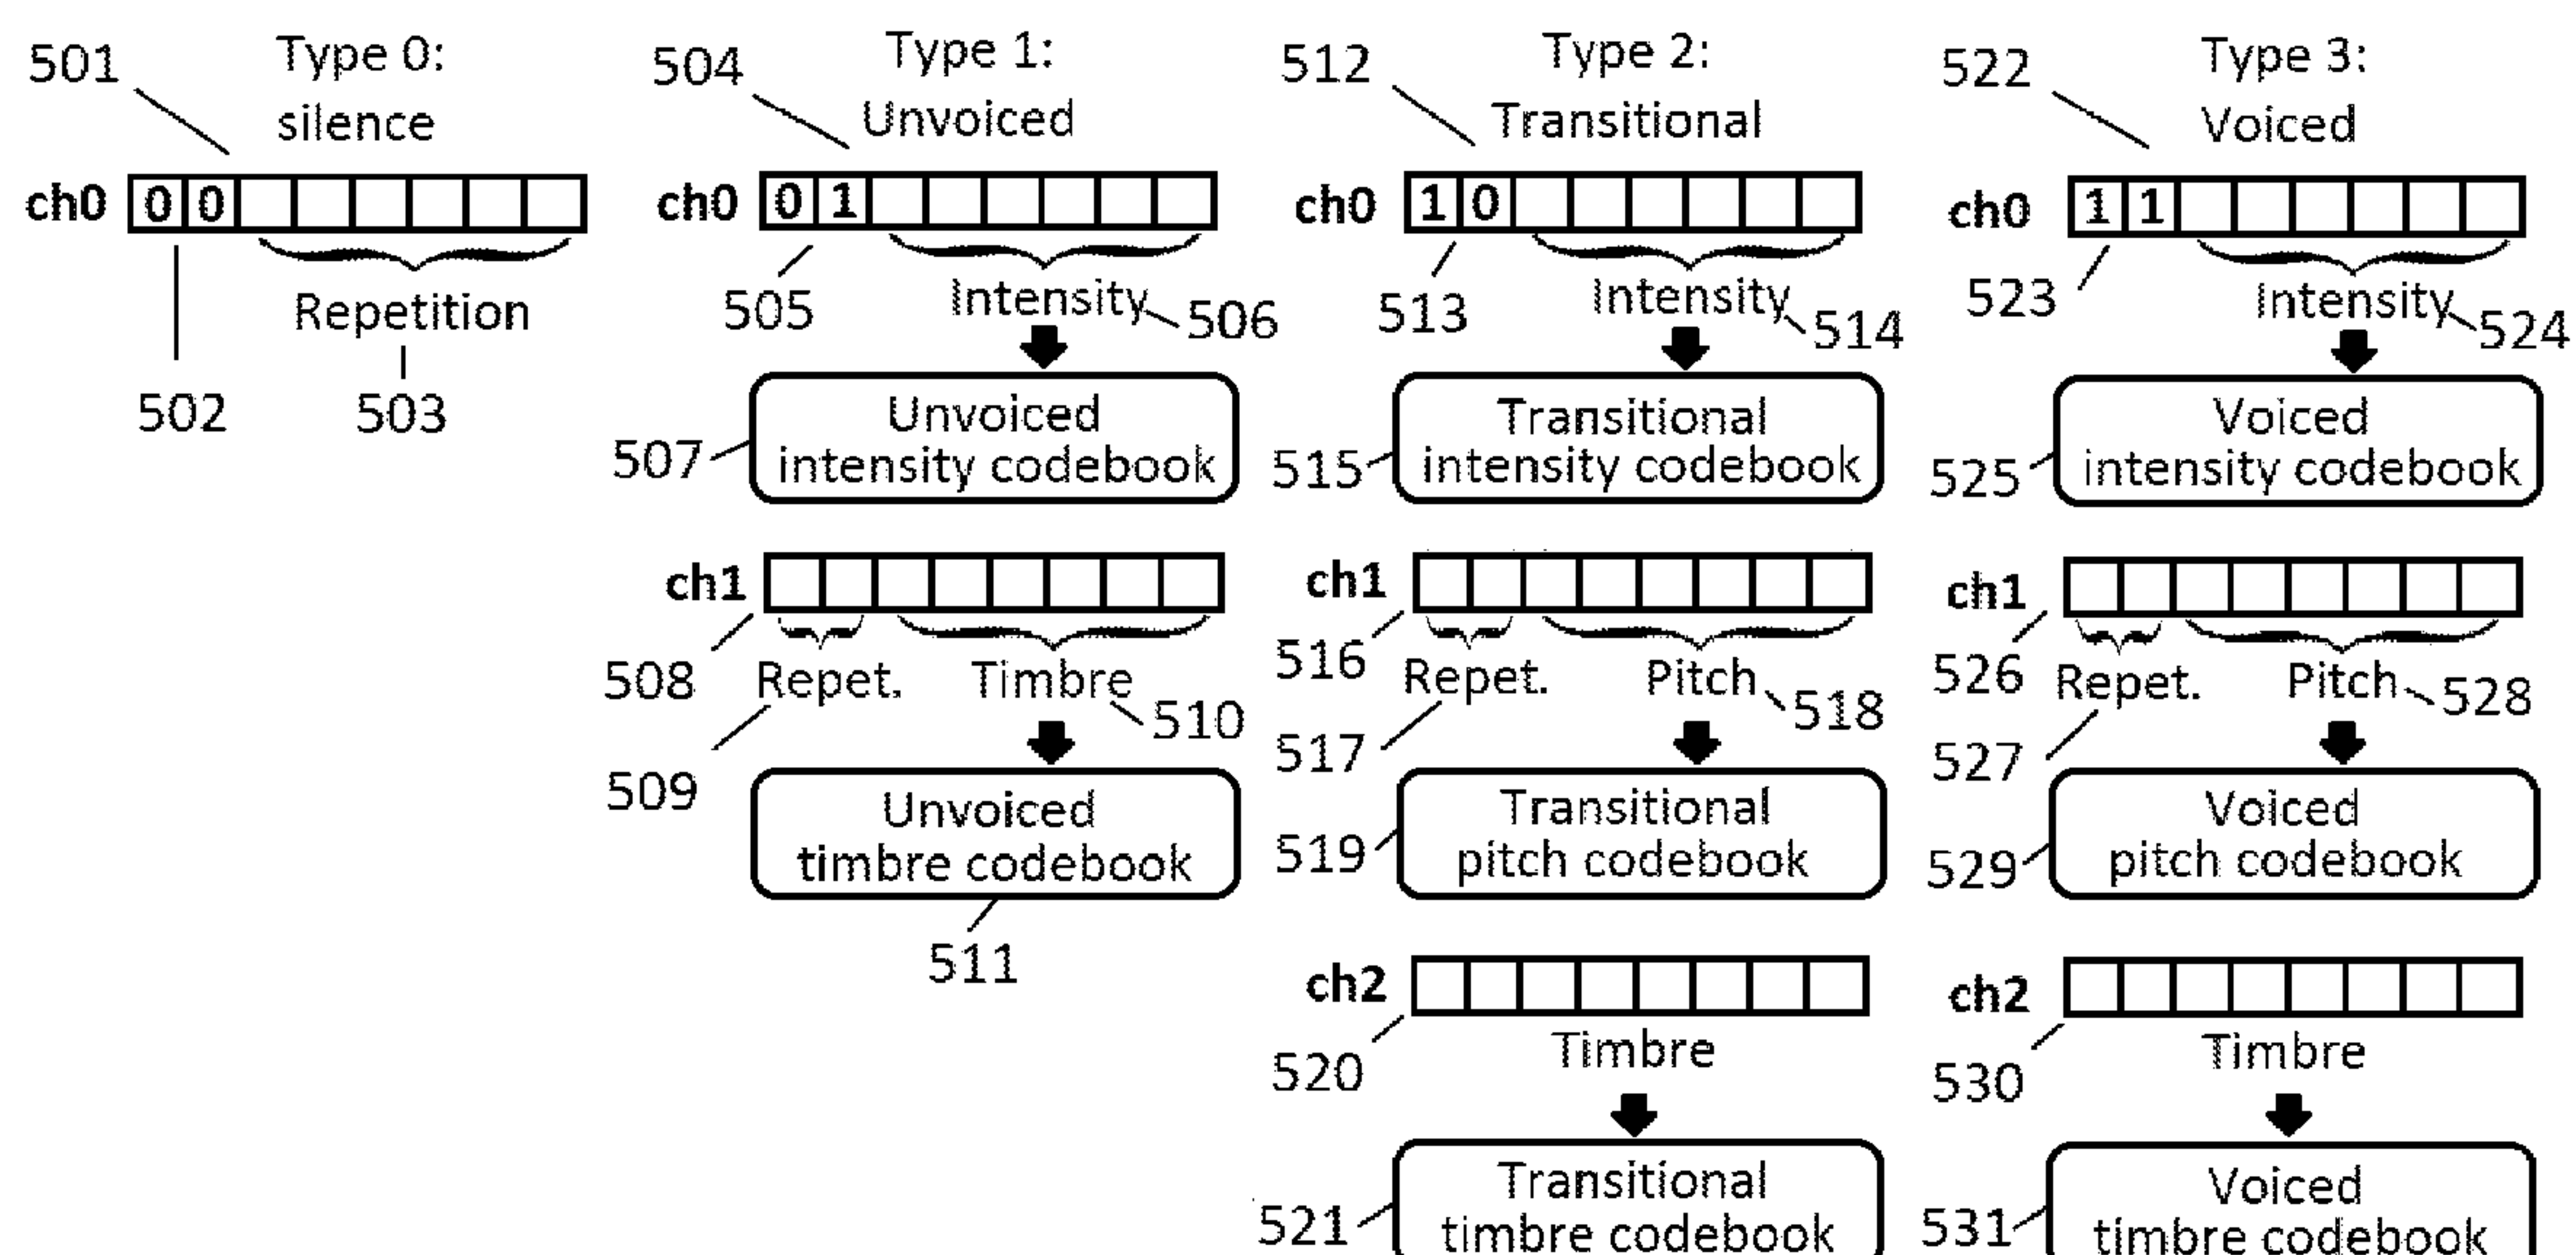 501
Type 0:
silence
ch0 0 0
Repetition
502
503
504
Type 1:
Unvoiced
ch0 0 1
505
Intensity
506
Unvoiced
intensity codebook
507
ch1
508
Repet.
Timbre
509
510
Unvoiced
timbre codebook
511
512
Type 2:
Transitional
ch0 1 0
513
Intensity
514
Transitional
intensity codebook
515
ch1
516
Repet.
Pitch
517
518
Transitional
pitch codebook
519
ch2
520
Timbre
Transitional
timbre codebook
521
522
Type 3:
Voiced
ch0 1 1
523
Intensity
524
Voiced
intensity codebook
525
ch1
526
Repet.
Pitch
527
528
Voiced
pitch codebook
529
ch2
530
Timbre
Voiced
timbre codebook
531